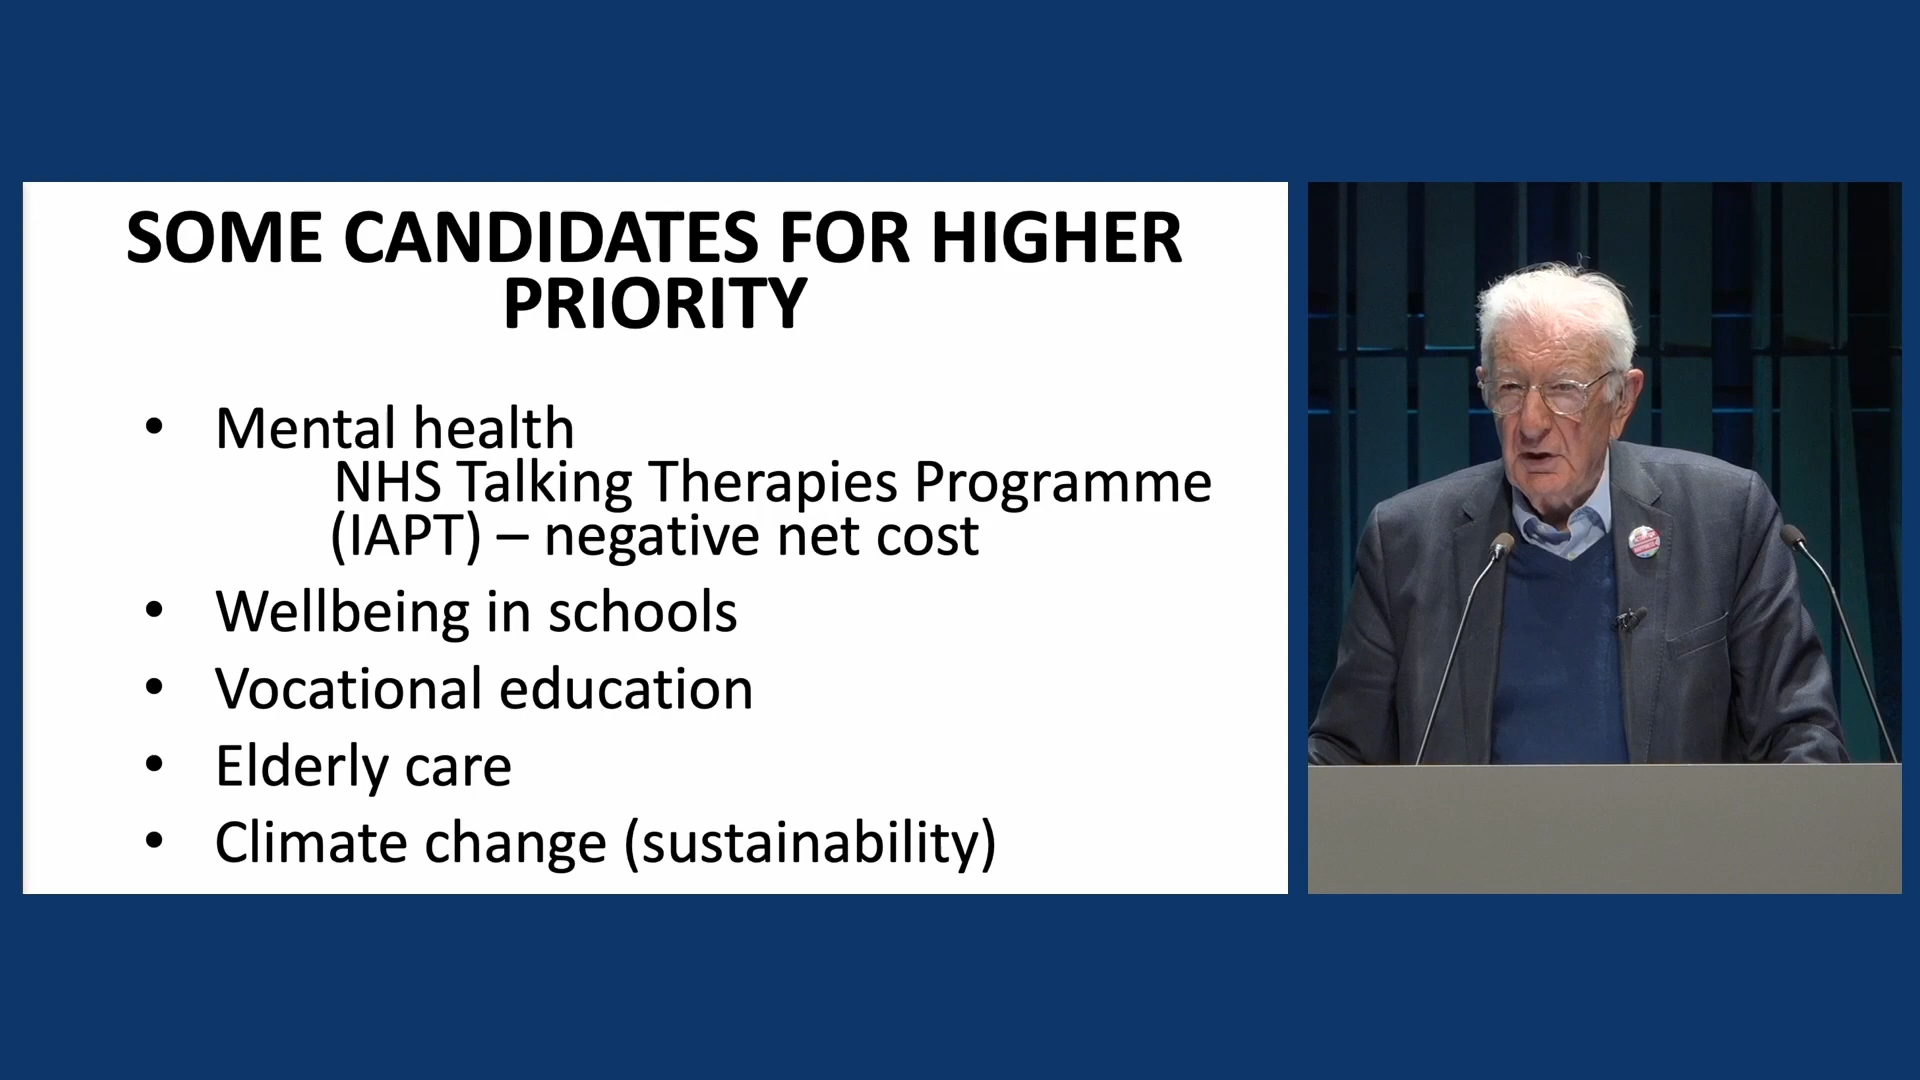 SOME CANDIDATES FOR HIGHER
PRIORITY
• Mental health
NHS Talking Therapies Programme
(IAPT) – negative net cost
• Wellbeing in schools
• Vocational education
• Elderly care
• Climate change (sustainability)